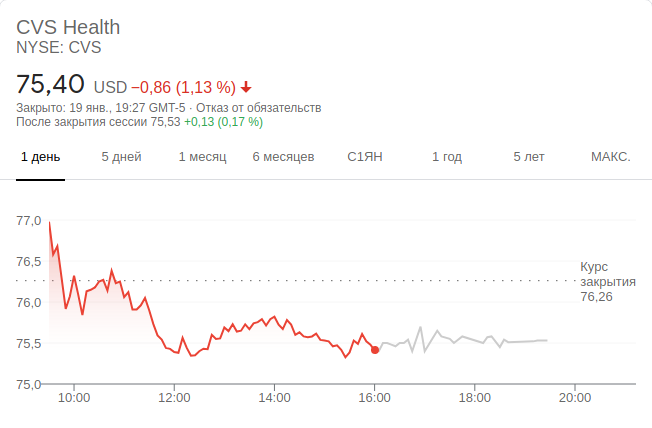 CVS Health
NYSE: CVS
75,40 USD −0,86 (1,13 %)
Закрыто: 19 янв., 19:27 GMT-5 · Отказ от обязательств
После закрытия сессии 75,53 +0,13 (0,17 %)
1 день 5 дней 1 месяц 6 месяцев С1ЯН 1 год 5 лет МАКС.
77,0
76,5
76,0
75,5
75,0
Курс
закрытия
76,26
10:00 12:00 14:00 16:00 18:00 20:00